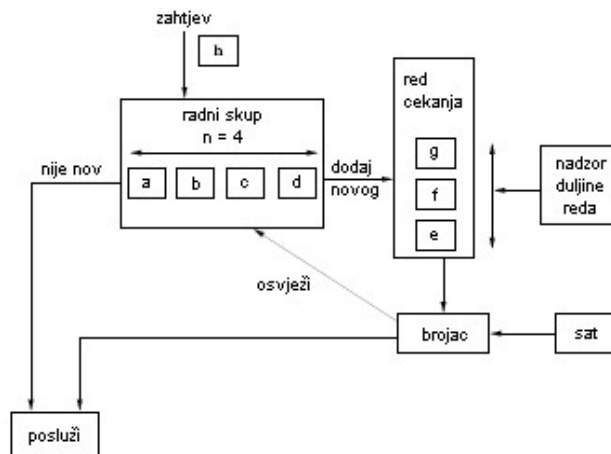 zahtjev
h
radni skup
n = 4
a b c d
nije nov
dodaj
novog
red
cekanja
g
f
e
nadzor
duljine
reda
osvježi
brojac
sat
posluži